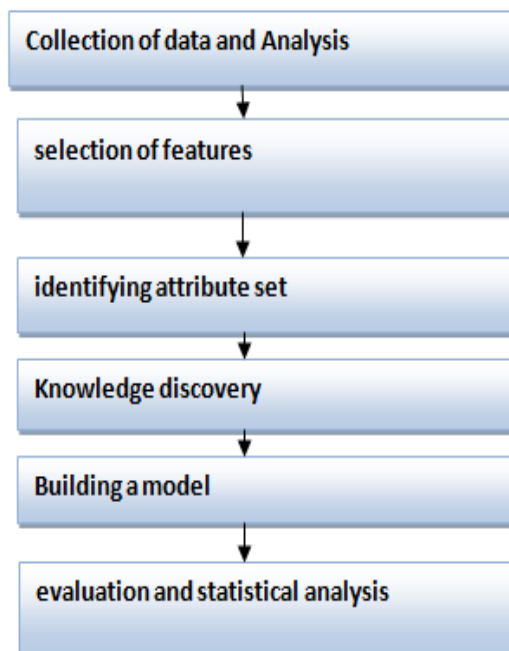 Collection of data and Analysis
selection of features
identifying attribute set
Knowledge discovery
Building a model
evaluation and statistical analysis